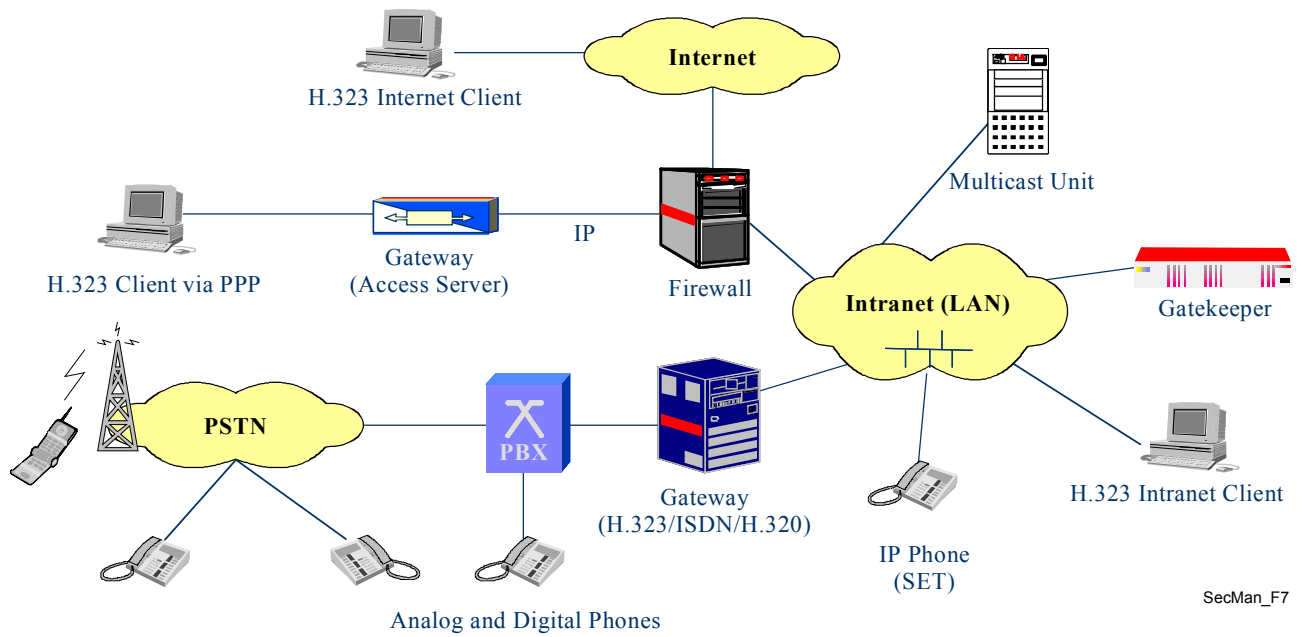 Internet
H.323 Internet Client
Multicast Unit
IP
Gateway
(Access Server)
H.323 Client via PPP
Firewall
Intranet (LAN)
Gatekeeper
PSTN
PBX
Gateway
(H.323/ISDN/H.320)
H.323 Intranet Client
IP Phone
(SET)
Analog and Digital Phones
SecMan_F7